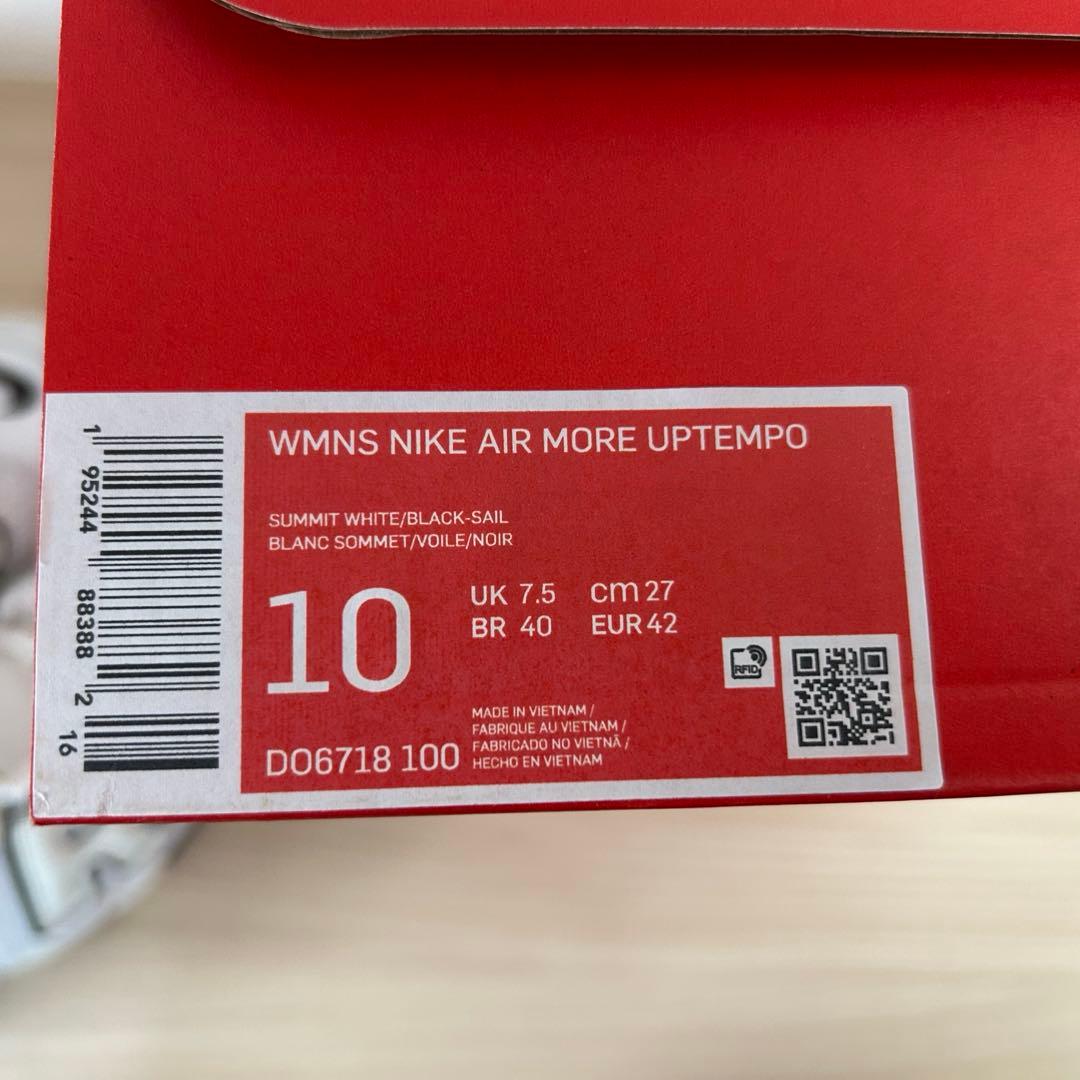 WMNS NIKE AIR MORE UPTEMPO
SUMMIT WHITE/BLACK-SAIL
BLANC SOMMET/VOILE/NOIR
10
UK 7.5 cm 27
BR 40 EUR 42
RFID
MADE IN VIETNAM /
FABRIQUE AU VIETNAM /
FABRICADO NO VIETNÃ /
HECHO EN VIETNAM
DO6718 100
1 95244 88388 2 16